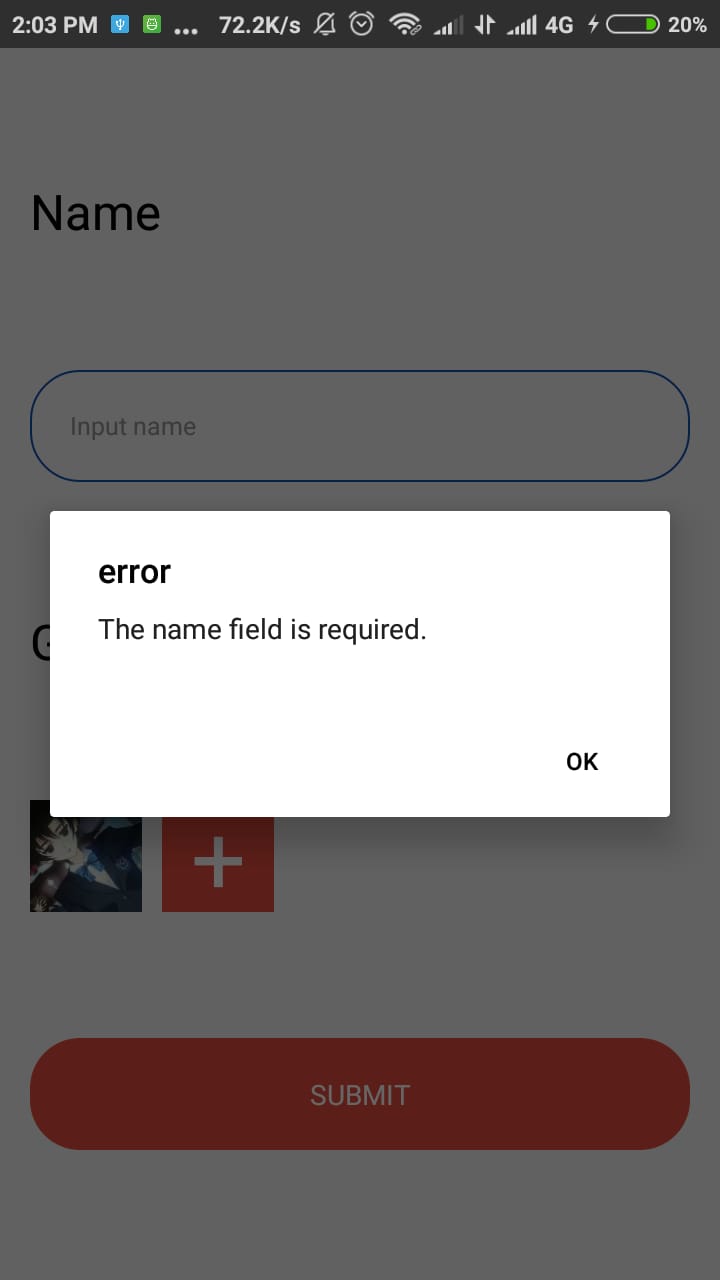 2:03 PM ... 72.2K/s 4G 20%
Name
Input name
error
The name field is required.
OK
SUBMIT